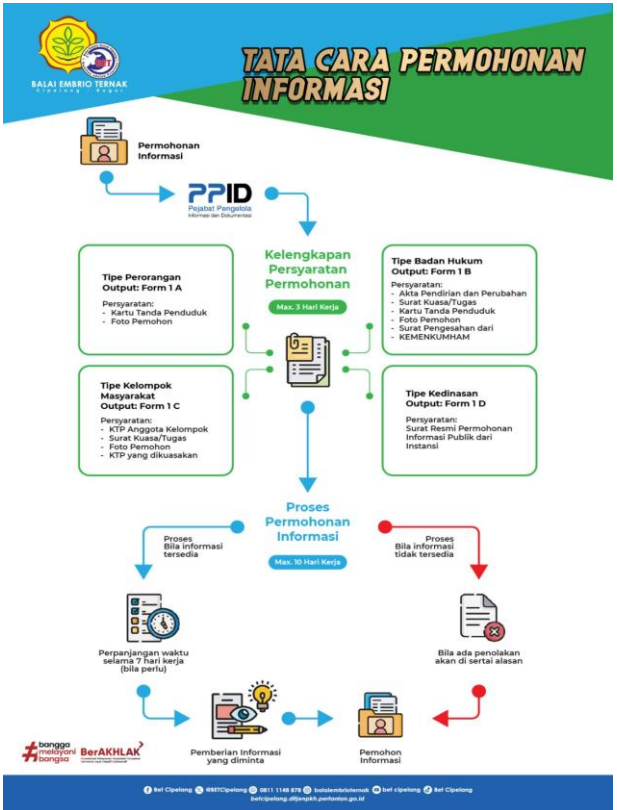 BALAI EMBRIO TERNAK
Cipelang - Bogor
TATA CARA PERMOHONAN
INFORMASI
Permohonan
Informasi
PPID
Pejabat Pengelola
Informasi dan Dokumentasi
Kelengkapan
Persyaratan
Permohonan
Max. 3 Hari Kerja
Tipe Perorangan
Output: Form 1 A
Persyaratan:
- Kartu Tanda Penduduk
- Foto Pemohon
Tipe Badan Hukum
Output: Form 1 B
Persyaratan:
- Akta Pendirian dan Perubahan
- Surat Kuasa/Tugas
- Kartu Tanda Penduduk
- Foto Pemohon
- Surat Pengesahan dari
- KEMENKUMHAM
Tipe Kelompok
Masyarakat
Output: Form 1 C
Persyaratan:
- KTP Anggota Kelompok
- Surat Kuasa/Tugas
- Foto Pemohon
- KTP yang dikuasakan
Tipe Kedinasan
Output: Form 1 D
Persyaratan:
Surat Resmi Permohonan
Informasi Publik dari
Instansi
Proses
Permohonan
Informasi
Max. 10 Hari Kerja
Proses
Bila informasi
tersedia
Proses
Bila informasi
tidak tersedia
Perpanjangan waktu
selama 7 hari kerja
(bila perlu)
Bila ada penolakan
akan di sertai alasan
Pemberian Informasi
yang diminta
Pemohon
Informasi
#bangga
melayani
bangsa
BerAKHLAK
Bet Cipelang @BETCipelang 0811 1148 878 balaiembrioternak bet cipelang Bet Cipelang
betcipelang.ditjenpkh.pertanian.go.id